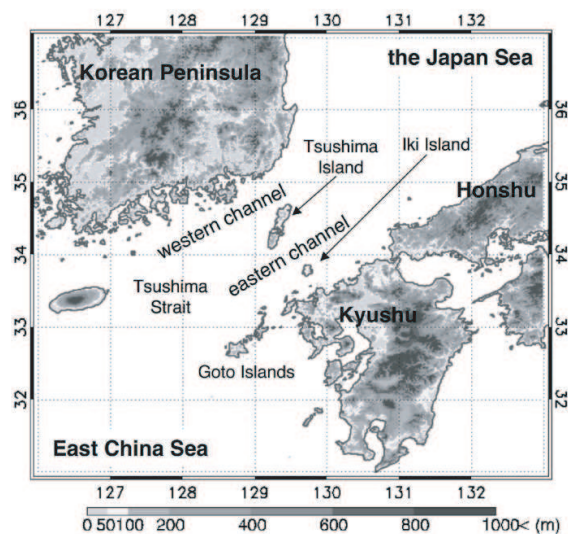 127 128 129 130 131 132
the Japan Sea
Korean Peninsula
Tsushima
Island
Iki Island
Honshu
western channel
eastern channel
Tsushima
Strait
Kyushu
Goto Islands
East China Sea
36
35
34
33
32
36
35
34
33
32
127 128 129 130 131 132
0 50100 200 400 600 800 1000< (m)